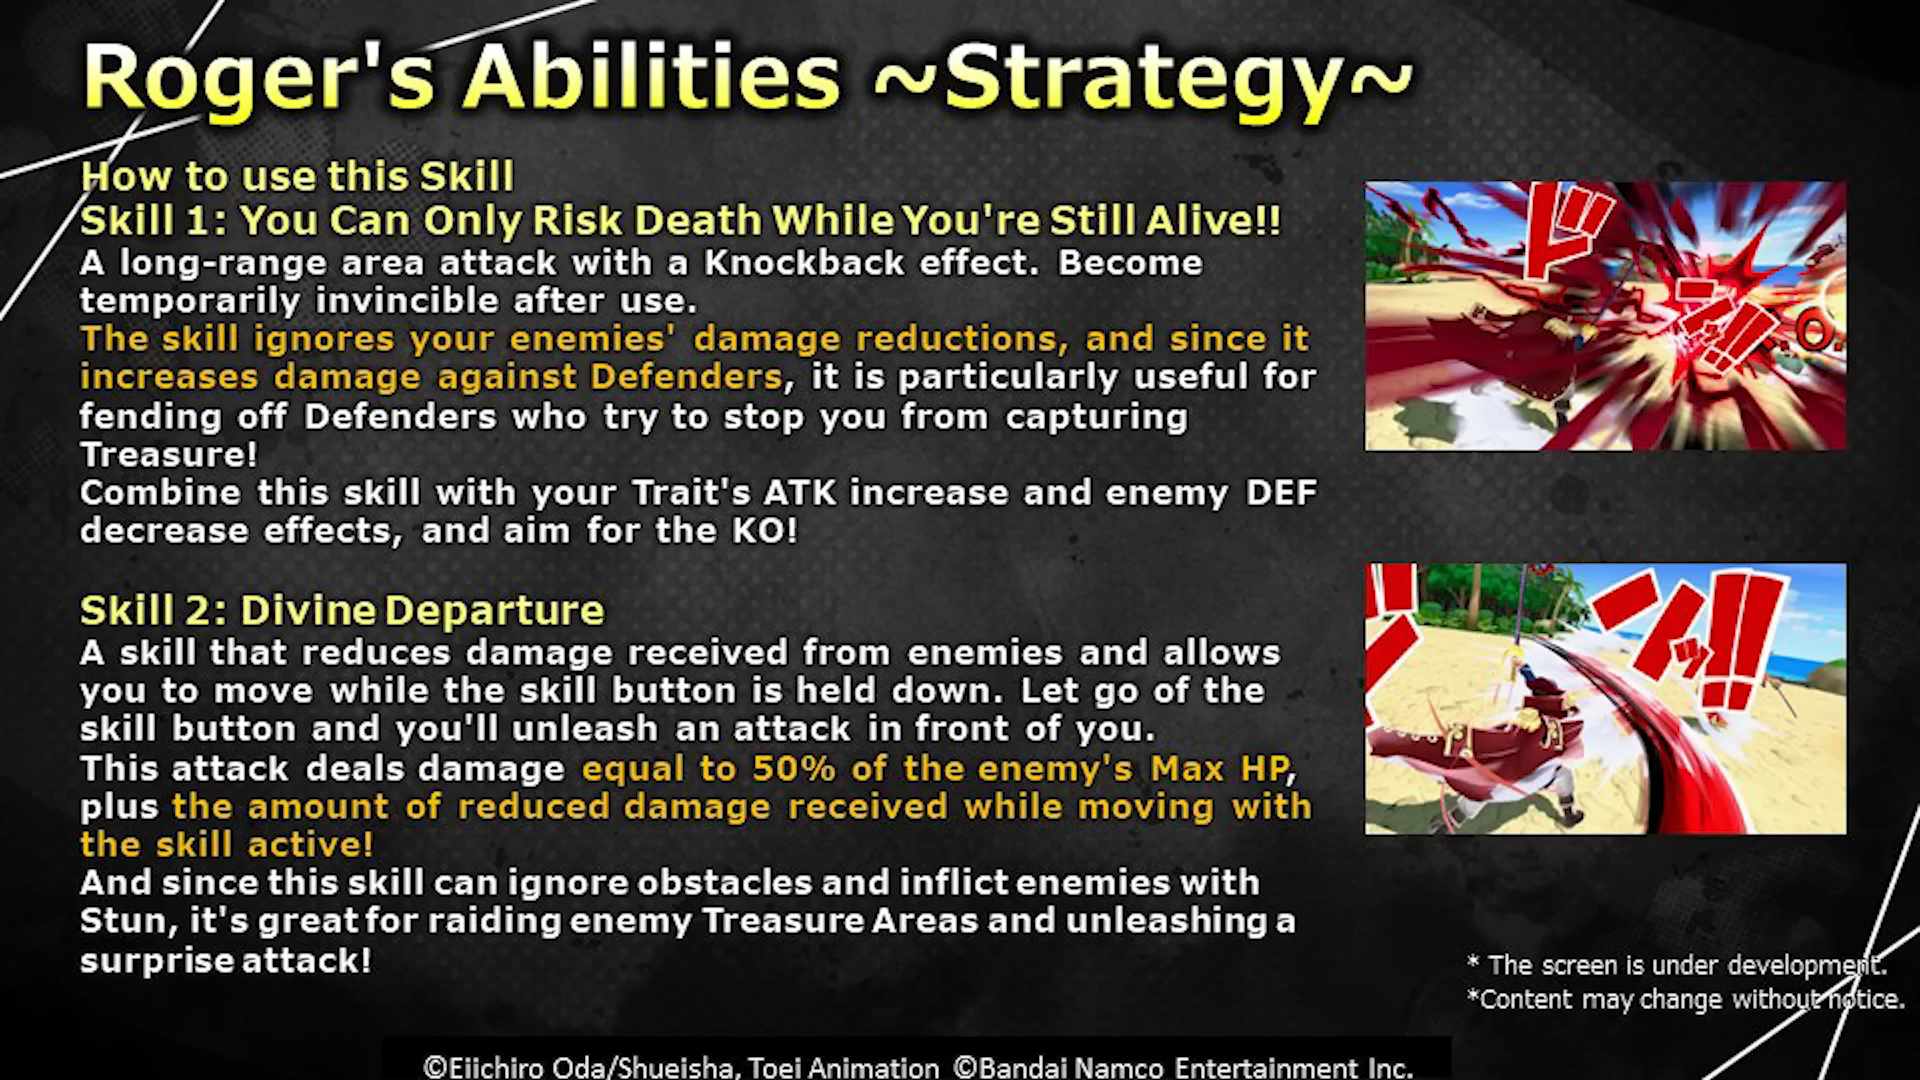 Roger's Abilities ~Strategy~
How to use this Skill
Skill 1: You Can Only Risk Death While You're Still Alive!!
A long-range area attack with a Knockback effect. Become
temporarily invincible after use.
The skill ignores your enemies' damage reductions, and since it
increases damage against Defenders, it is particularly useful for
fending off Defenders who try to stop you from capturing
Treasure!
Combine this skill with your Trait's ATK increase and enemy DEF
decrease effects, and aim for the KO!
Skill 2: Divine Departure
A skill that reduces damage received from enemies and allows
you to move while the skill button is held down. Let go of the
skill button and you'll unleash an attack in front of you.
This attack deals damage equal to 50% of the enemy's Max HP,
plus the amount of reduced damage received while moving with
the skill active!
And since this skill can ignore obstacles and inflict enemies with
Stun, it's great for raiding enemy Treasure Areas and unleashing a
surprise attack!
ド
* The screen is under development.
*Content may change without notice.
©Eiichiro Oda/Shueisha, Toei Animation ©Bandai Namco Entertainment Inc.